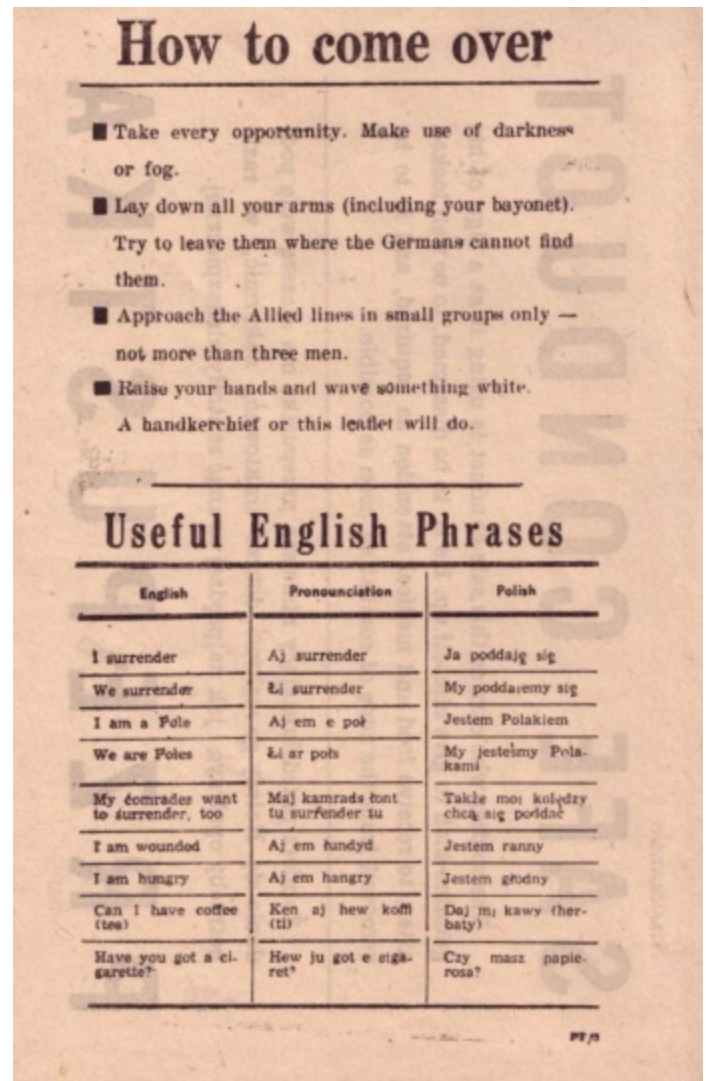 How to come over
■ Take every opportunity. Make use of darkness
or fog.
■ Lay down all your arms (including your bayonet).
Try to leave them where the Germans cannot find
them.
■ Approach the Allied lines in small groups only —
not more than three men.
■ Raise your hands and wave something white.
A handkerchief or this leaflet will do.
Useful English Phrases
English Pronounciation Polish
I surrender Aj surrender Ja poddaję się
We surrender Łi surrender My poddajemy się
I am a Pole Aj em e poł Jestem Polakiem
We are Poles Łi ar pols My jesteśmy Pola-
kami
My comrades want Maj kamrads łont Także moi koledzy
to surrender, too tu surrender tu chcą się poddać
I am wounded Aj em łundyd Jestem ranny
I am hungry Aj em hangry Jestem głodny
Can I have coffee Ken aj hew koffi Daj mi kawy (her-
(tea) (ti) baty)
Have you got a ci- Hew ju got e siga- Czy masz papie-
garette? ret? rosa?